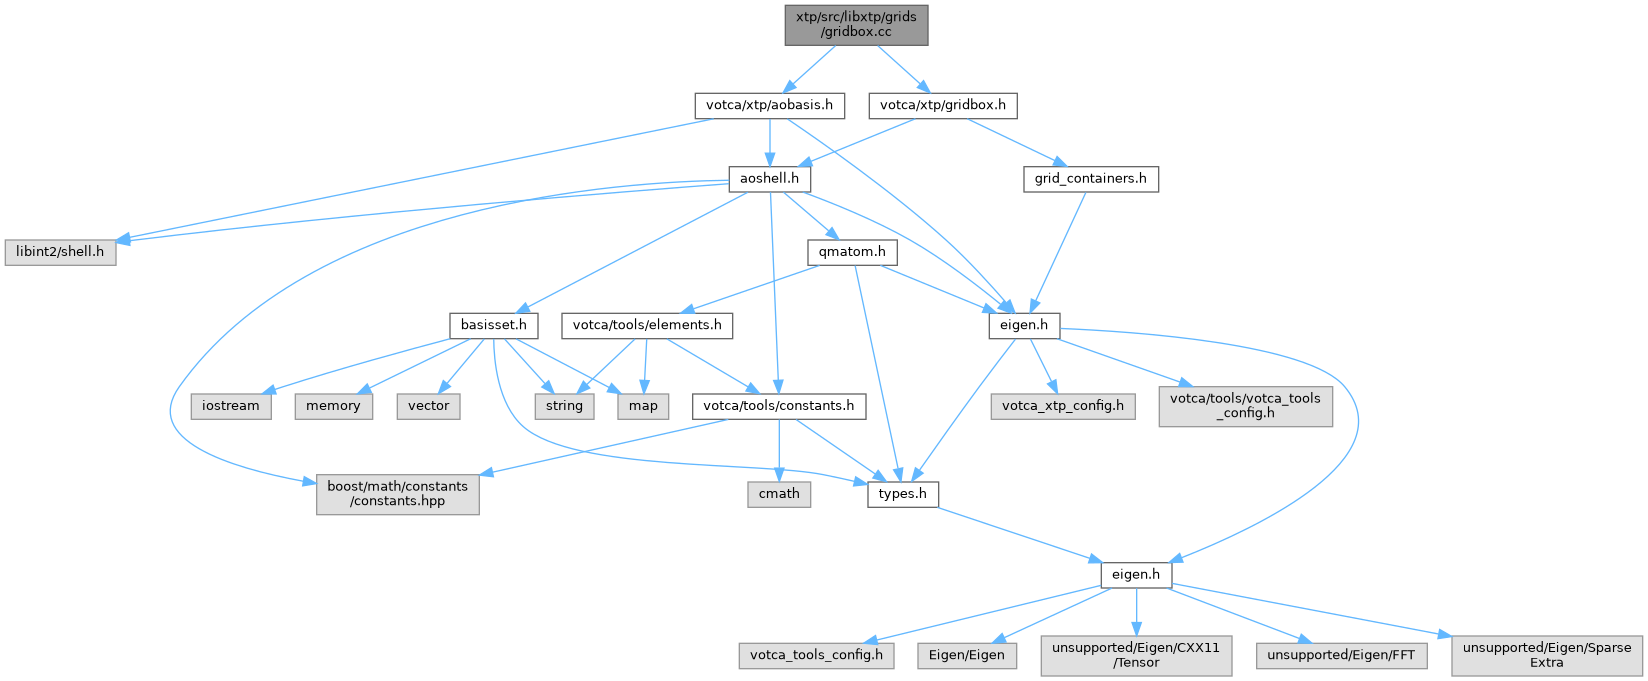 xtp/src/libxtp/grids
/gridbox.cc
votca/xtp/aobasis.h
votca/xtp/gridbox.h
aoshell.h
grid_containers.h
libint2/shell.h
qmatom.h
basisset.h
votca/tools/elements.h
eigen.h
iostream
memory
vector
string
map
votca/tools/constants.h
votca_xtp_config.h
votca/tools/votca_tools
_config.h
boost/math/constants
/constants.hpp
cmath
types.h
eigen.h
votca_tools_config.h
Eigen/Eigen
unsupported/Eigen/CXX11
/Tensor
unsupported/Eigen/FFT
unsupported/Eigen/Sparse
Extra